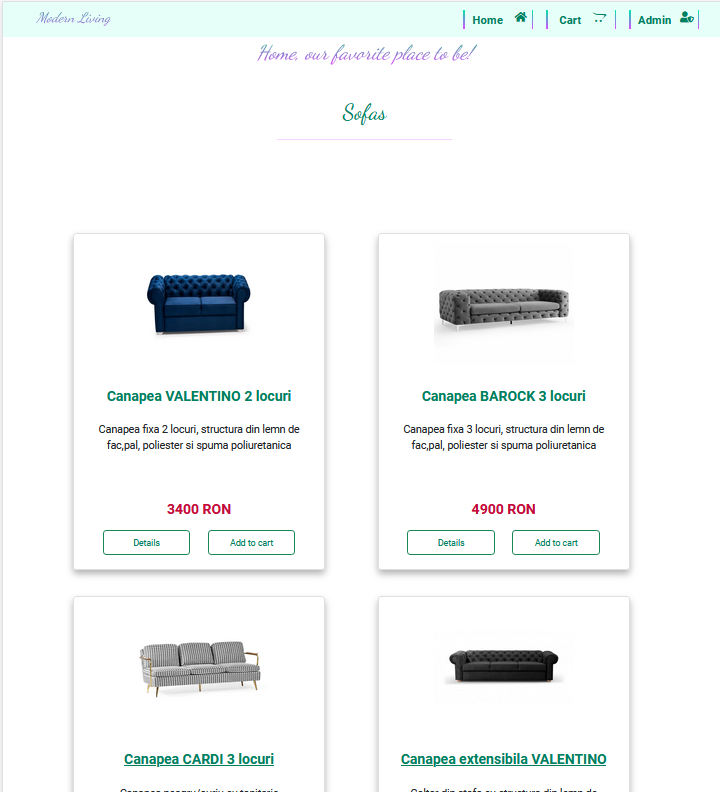 Modern Living
Home Cart Admin
Home, our favorite place to be!
Sofas
Canapea VALENTINO 2 locuri
Canapea fixa 2 locuri, structura din lemn de
fac,pal, poliester si spuma poliuretanica
3400 RON
Details Add to cart
Canapea BAROCK 3 locuri
Canapea fixa 3 locuri, structura din lemn de
fac,pal, poliester si spuma poliuretanica
4900 RON
Details Add to cart
Canapea CARDI 3 locuri
Canapea extensibila VALENTINO